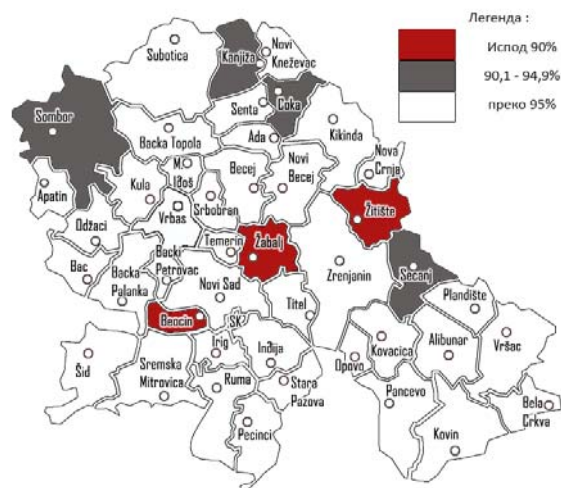 Легенда :
Испод 90%
90,1 - 94,9%
преко 95%
Subotica
Kanjiža
Novi
Kneževac
Sombor
Senta
Coka
Backa Topola
Ada
Kikinda
Apatin
Kula
M.
Iđoš
Becej
Novi
Becej
Nova
Crnja
Vrbas
Srbobran
Žitište
Odžaci
Temerin
Žabalj
Bac
Backa
Palanka
Backi
Petrovac
Novi Sad
Zrenjanin
Secanj
Titel
Plandište
Beocin
SK
Irig
Inđija
Opovo
Kovacica
Alibunar
Vršac
Šid
Sremska
Mitrovica
Ruma
Stara
Pazova
Pancevo
Bela
Crkva
Pecinci
Kovin